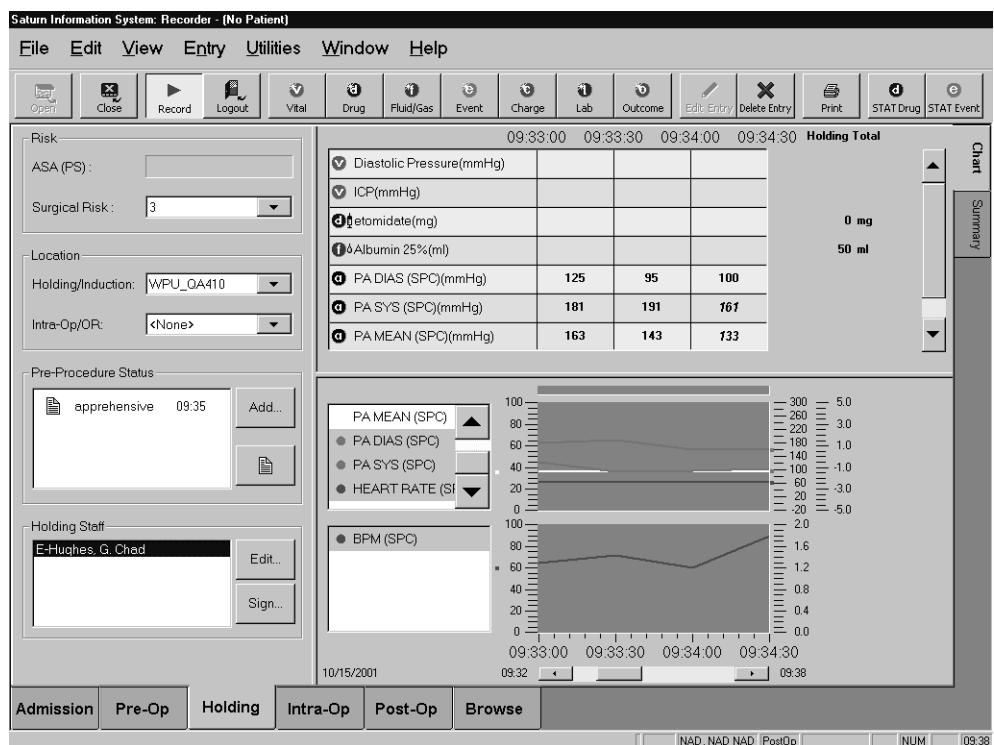 Saturn Information System: Recorder - (No Patient)
File Edit View Entry Utilities Window Help
Open Close Record Logout Vital Drug Fluid/Gas Event Charge Lab Outcome Edit Entry Delete Entry Print STAT Drug STAT Event
Risk
ASA (PS) :
Surgical Risk : 3
Location
Holding/Induction: WPU_QA410
Intra-Op/OR: <None>
Pre-Procedure Status
apprehensive 09:35 Add...
Holding Staff
E-Hughes, G. Chad
Edit...
Sign...
09:33:00 09:33:30 09:34:00 09:34:30 Holding Total
v Diastolic Pressure(mmHg)
v ICP(mmHg)
d etomidate(mg) 0 mg
f Albumin 25%(ml) 50 ml
a PA DIAS (SPC)(mmHg) 125 95 100
a PA SYS (SPC)(mmHg) 181 191 161
a PA MEAN (SPC)(mmHg) 163 143 133
Chart
Summary
PA MEAN (SPC)
PA DIAS (SPC)
PA SYS (SPC)
HEART RATE (SF
100 300 5.0
80 260 3.0
60 220 1.0
40 180 -1.0
20 140 -3.0
0 100 -5.0
60
20
-20
BPM (SPC)
100 2.0
80 1.6
60 1.2
40 0.8
20 0.4
0 0.0
09:33:00 09:33:30 09:34:00 09:34:30
10/15/2001 09:32 09:38
Admission Pre-Op Holding Intra-Op Post-Op Browse
NAD, NAD NAD PostOp NUM 09:38